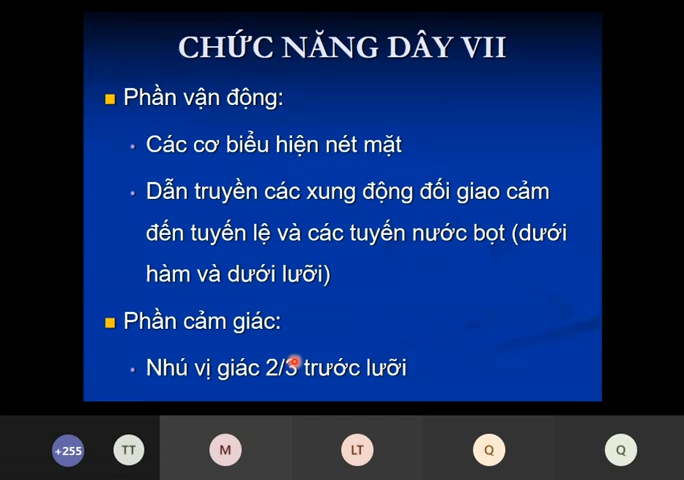 CHỨC NĂNG DÂY VII
Phần vận động:
Các cơ biểu hiện nét mặt
Dẫn truyền các xung động đối giao cảm
đến tuyến lệ và các tuyến nước bọt (dưới
hàm và dưới lưỡi)
Phần cảm giác:
Nhú vị giác 2/3 trước lưỡi
+255 TT M LT Q Q